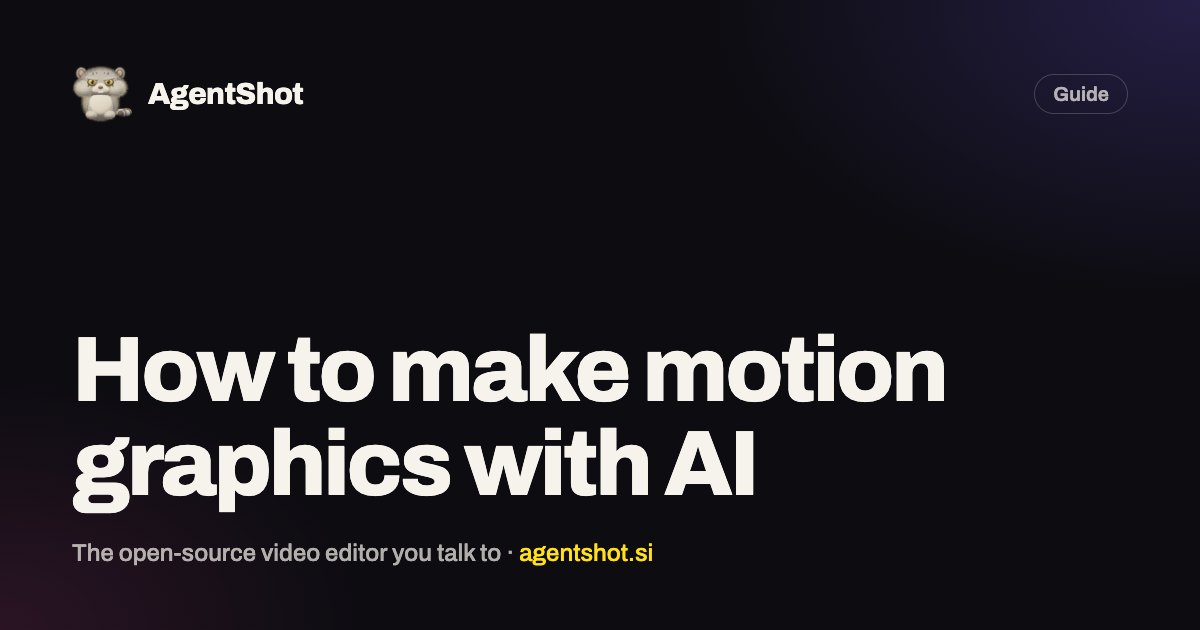 AgentShot
Guide
How to make motion
graphics with AI
The open-source video editor you talk to · agentshot.si